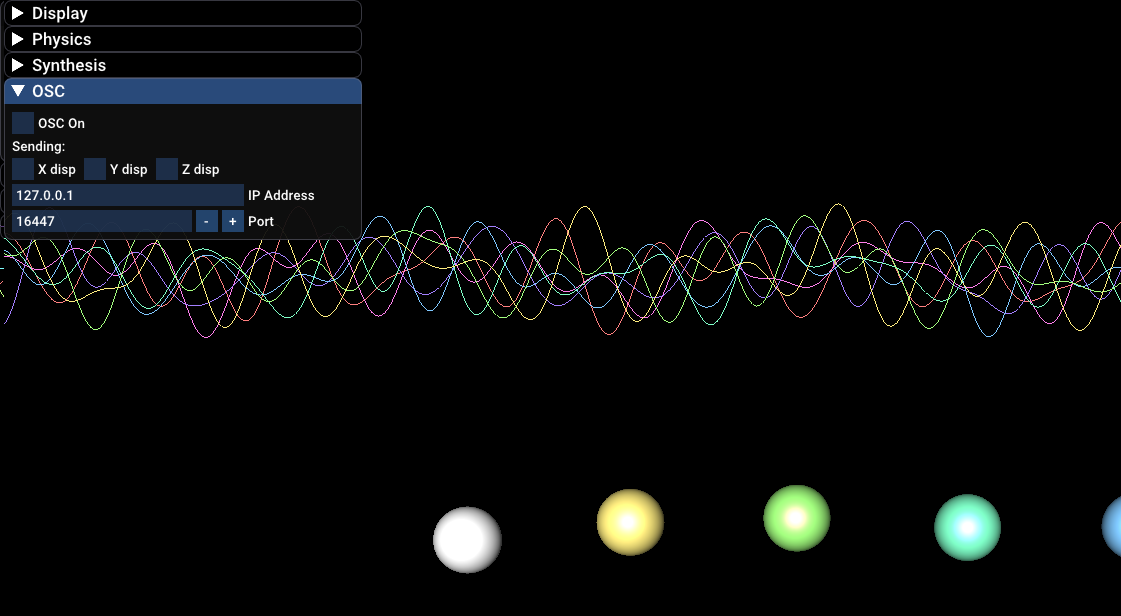 Display
Physics
Synthesis
OSC
OSC On
Sending:
X disp Y disp Z disp
127.0.0.1 IP Address
16447 - + Port